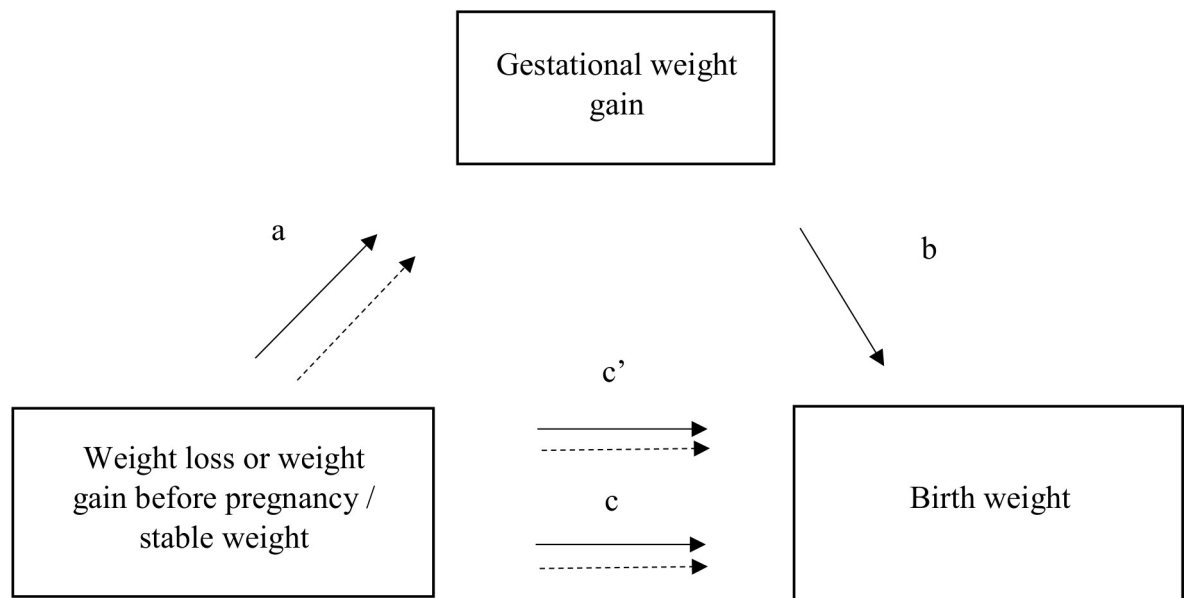 Gestational weight
gain
a
b
c’
Weight loss or weight
gain before pregnancy /
stable weight
c
Birth weight